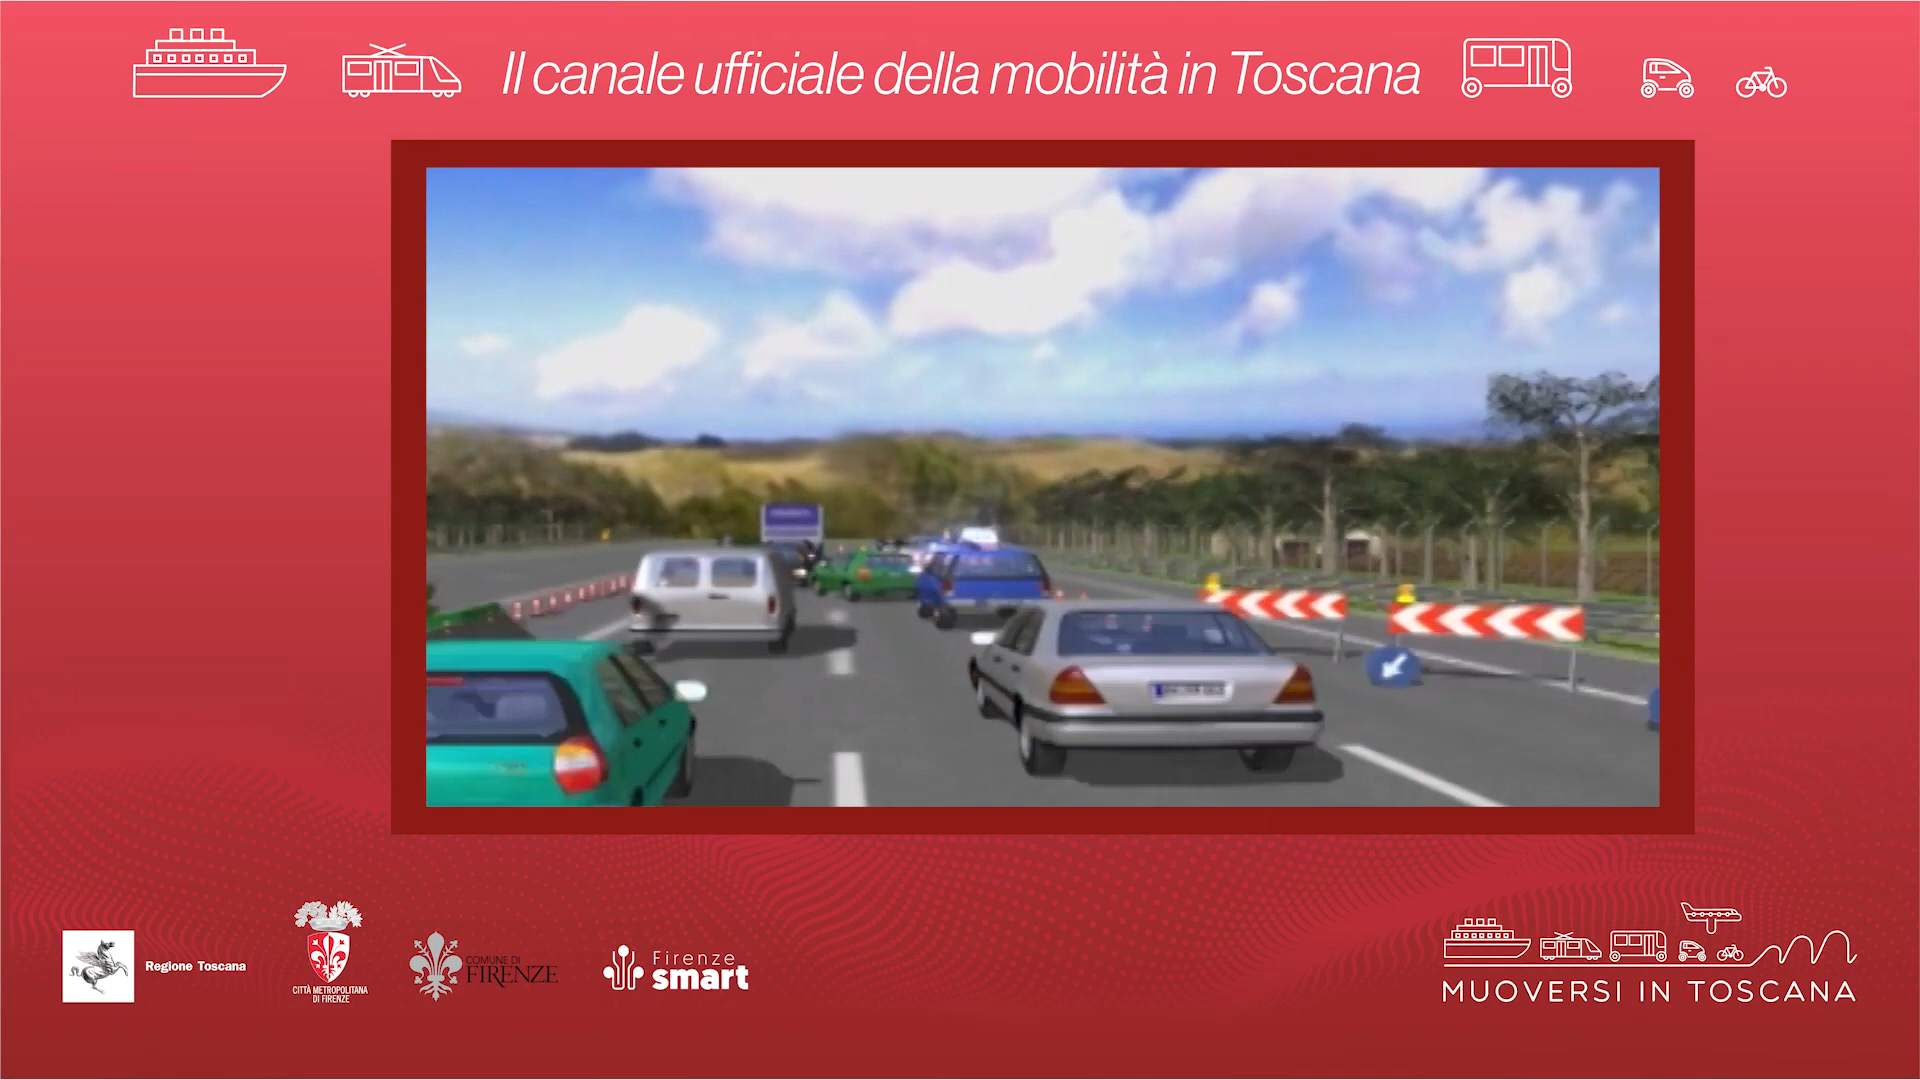 Il canale ufficiale della mobilità in Toscana
Regione Toscana
CITTÀ METROPOLITANA
DI FIRENZE
COMUNE DI
FIRENZE
Firenze
smart
MUOVERSI IN TOSCANA